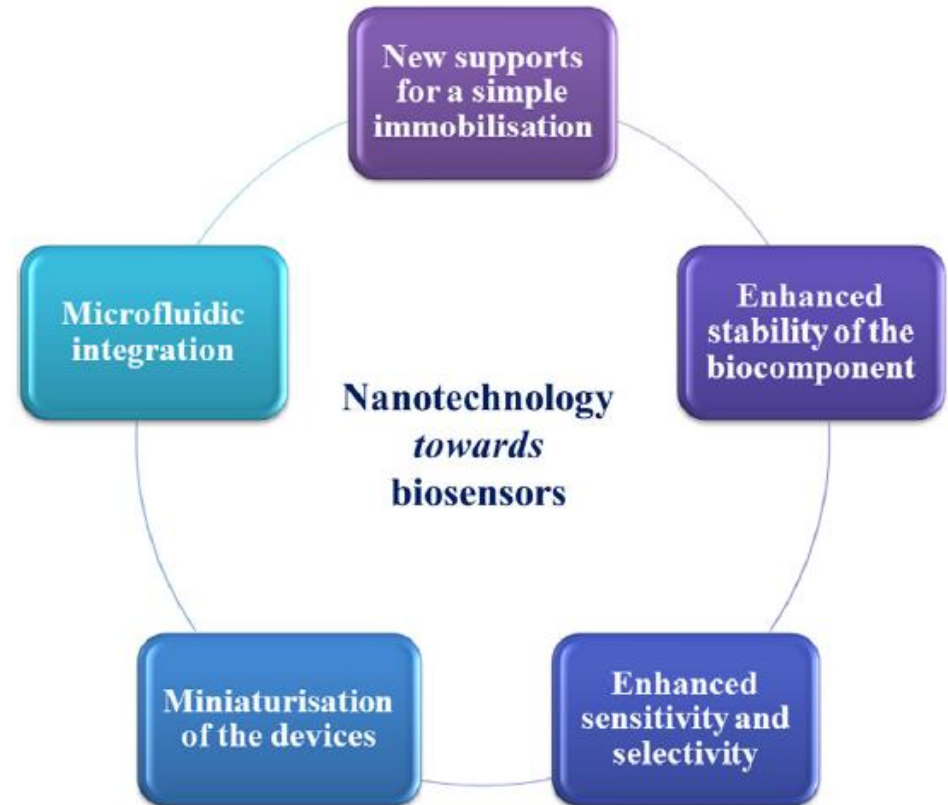 New supports
for a simple
immobilisation
Enhanced
stability of the
biocomponent
Enhanced
sensitivity and
selectivity
Miniaturisation
of the devices
Microfluidic
integration
Nanotechnology
towards
biosensors